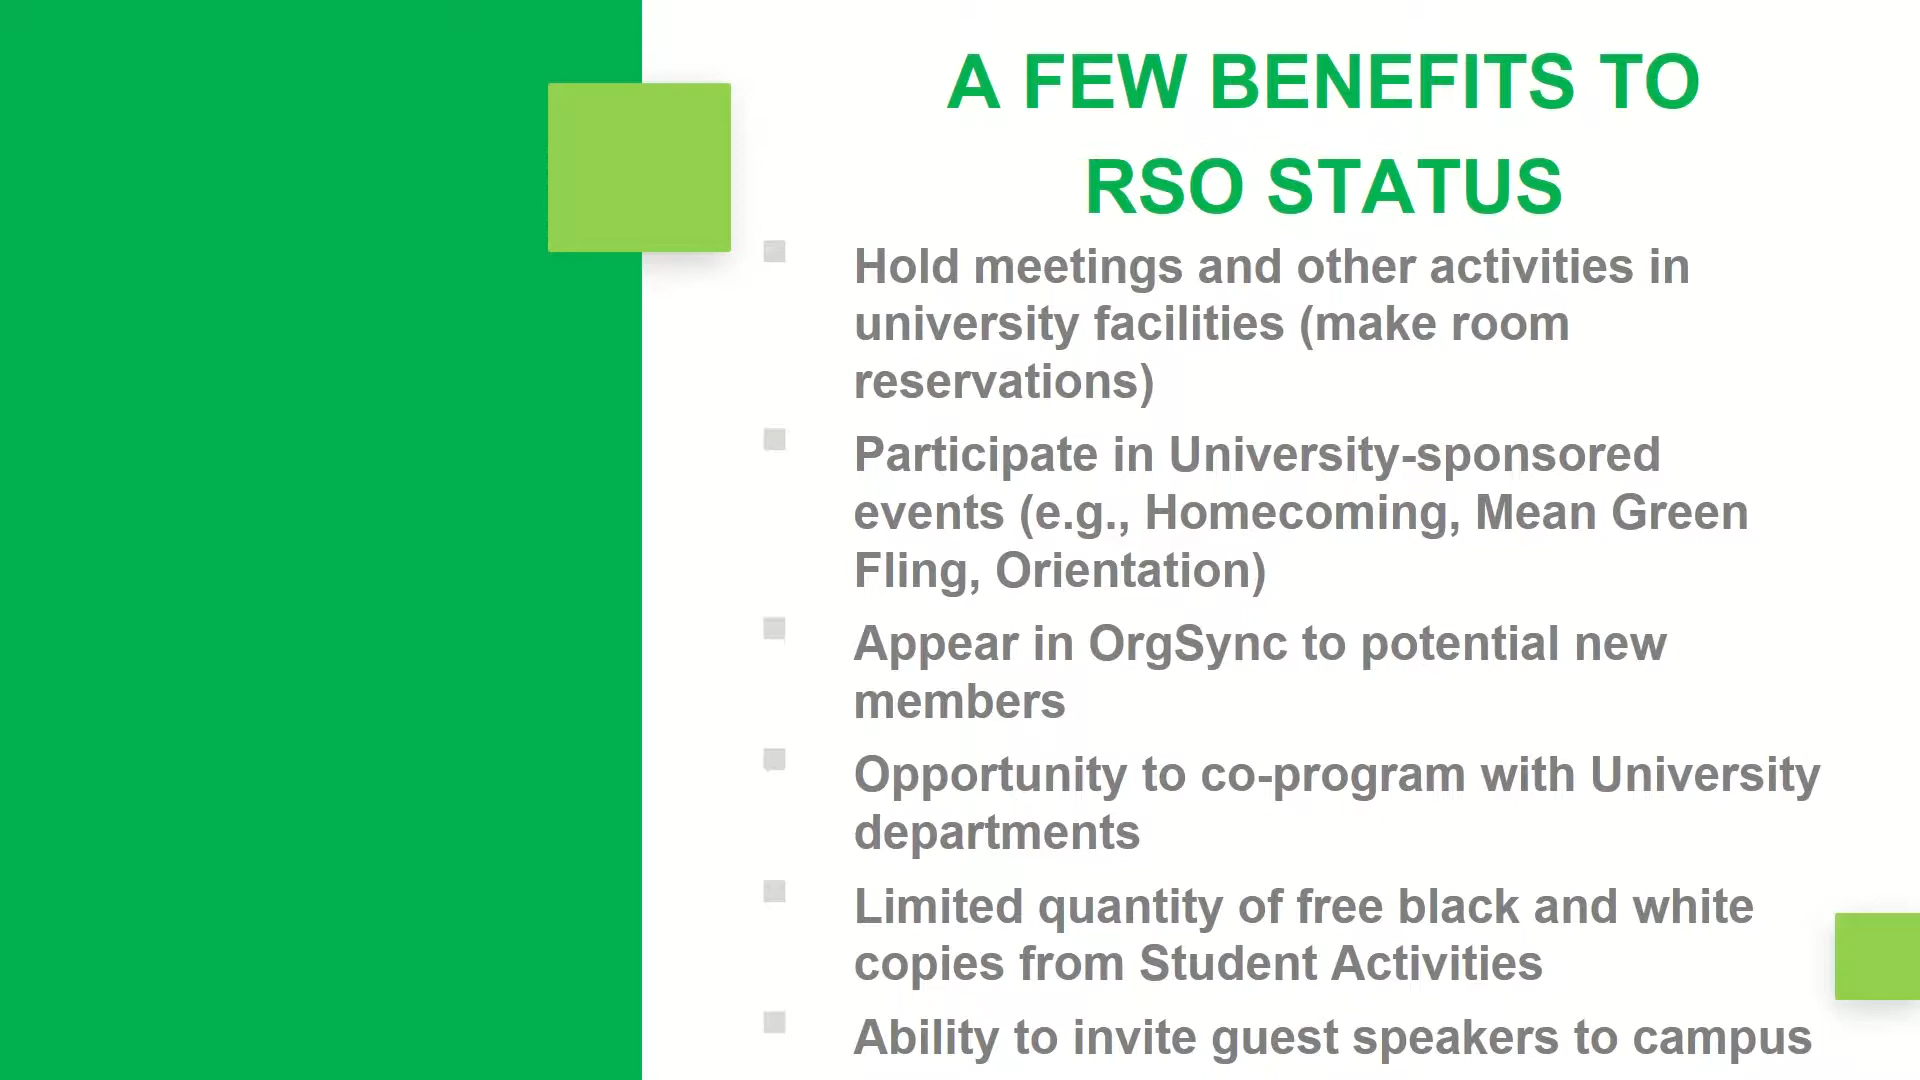 A FEW BENEFITS TO
RSO STATUS
Hold meetings and other activities in
university facilities (make room
reservations)
Participate in University-sponsored
events (e.g., Homecoming, Mean Green
Fling, Orientation)
Appear in OrgSync to potential new
members
Opportunity to co-program with University
departments
Limited quantity of free black and white
copies from Student Activities
Ability to invite guest speakers to campus